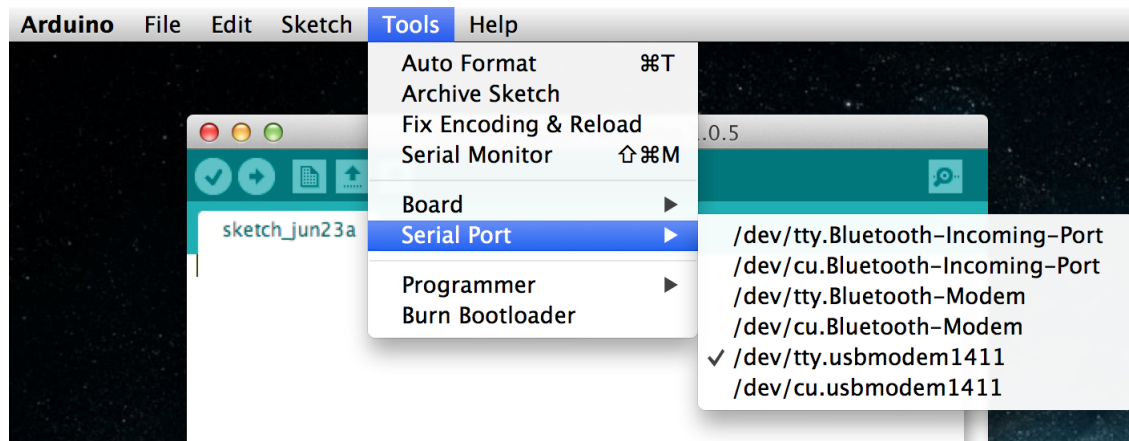 Arduino File Edit Sketch Tools Help
Auto Format ⌘T
Archive Sketch
Fix Encoding & Reload
Serial Monitor ⇧⌘M
.0.5
Board
sketch_jun23a
Serial Port
Programmer
Burn Bootloader
/dev/tty.Bluetooth-Incoming-Port
/dev/cu.Bluetooth-Incoming-Port
/dev/tty.Bluetooth-Modem
/dev/cu.Bluetooth-Modem
✓ /dev/tty.usbmodem1411
/dev/cu.usbmodem1411